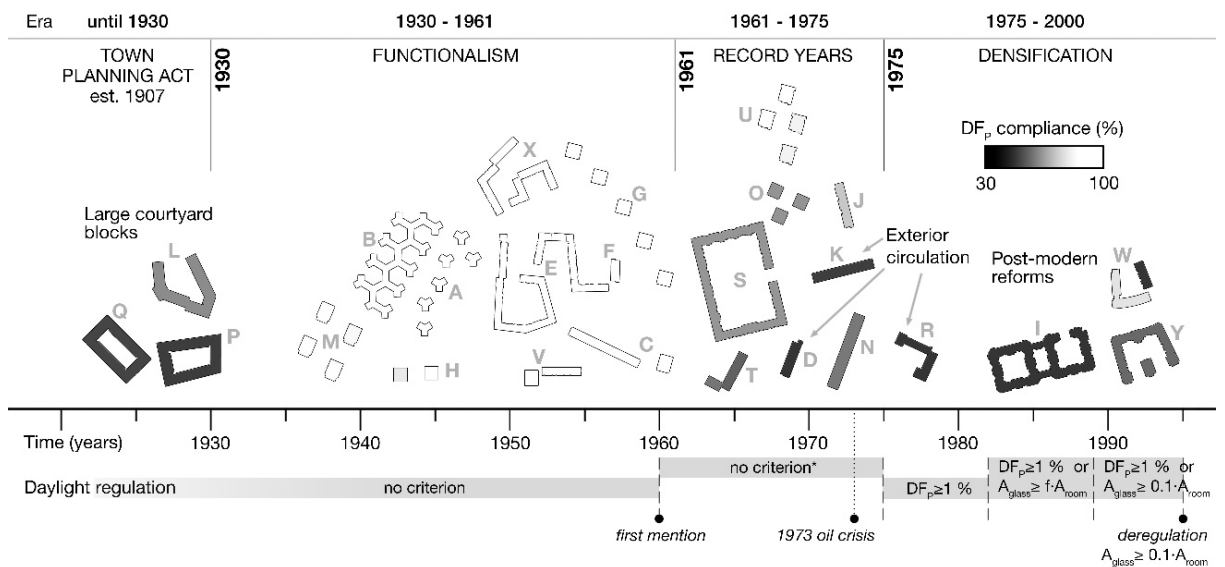 Era until 1930 1930 - 1961 1961 - 1975 1975 - 2000
TOWN
PLANNING ACT
est. 1907
1930
FUNCTIONALISM
1961
RECORD YEARS
1975
DENSIFICATION
DFP compliance (%)
30 100
Large courtyard
blocks
L
Q
P
X
G
B
A
E
F
M
H
V
C
U
O
J
S
K
Exterior
circulation
T
D
N
R
Post-modern
reforms
W
I
Y
Time (years) 1930 1940 1950 1960 1970 1980 1990
Daylight regulation
no criterion
no criterion*
DFP≥1 %
DFP≥1 % or
Aglass≥ f·Aroom
DFP≥1 % or
Aglass≥ 0.1·Aroom
first mention
1973 oil crisis
deregulation
Aglass≥ 0.1·Aroom